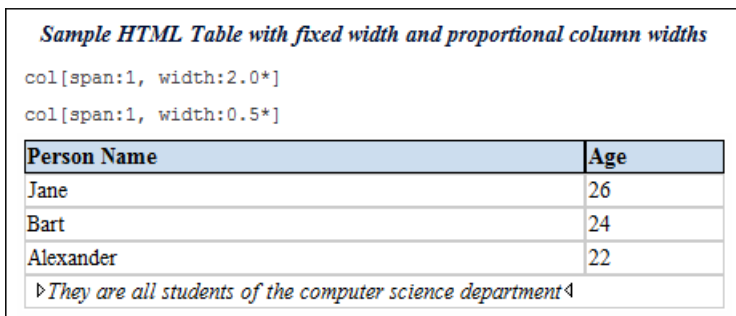 Sample HTML Table with fixed width and proportional column widths
col[span:1, width:2.0*]
col[span:1, width:0.5*]
Person Name Age
Jane 26
Bart 24
Alexander 22
They are all students of the computer science department